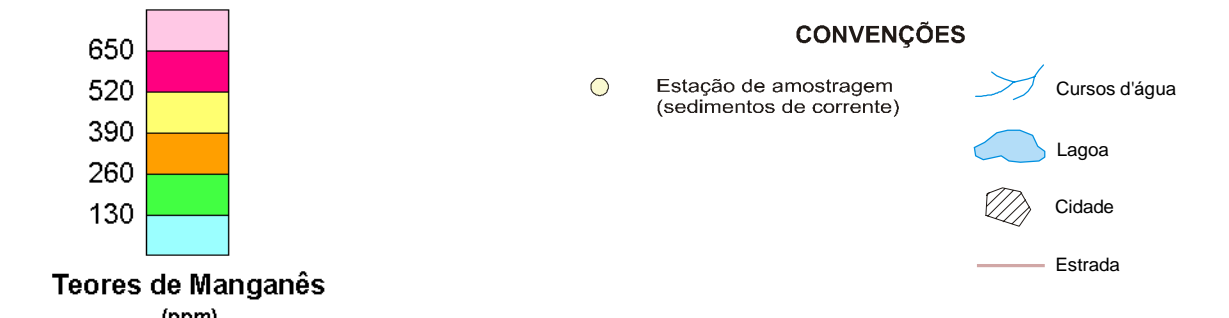 650
520
390
260
130
Teores de Manganês
(ppm)
CONVENÇÕES
Estação de amostragem
(sedimentos de corrente)
Cursos d'água
Lagoa
Cidade
Estrada